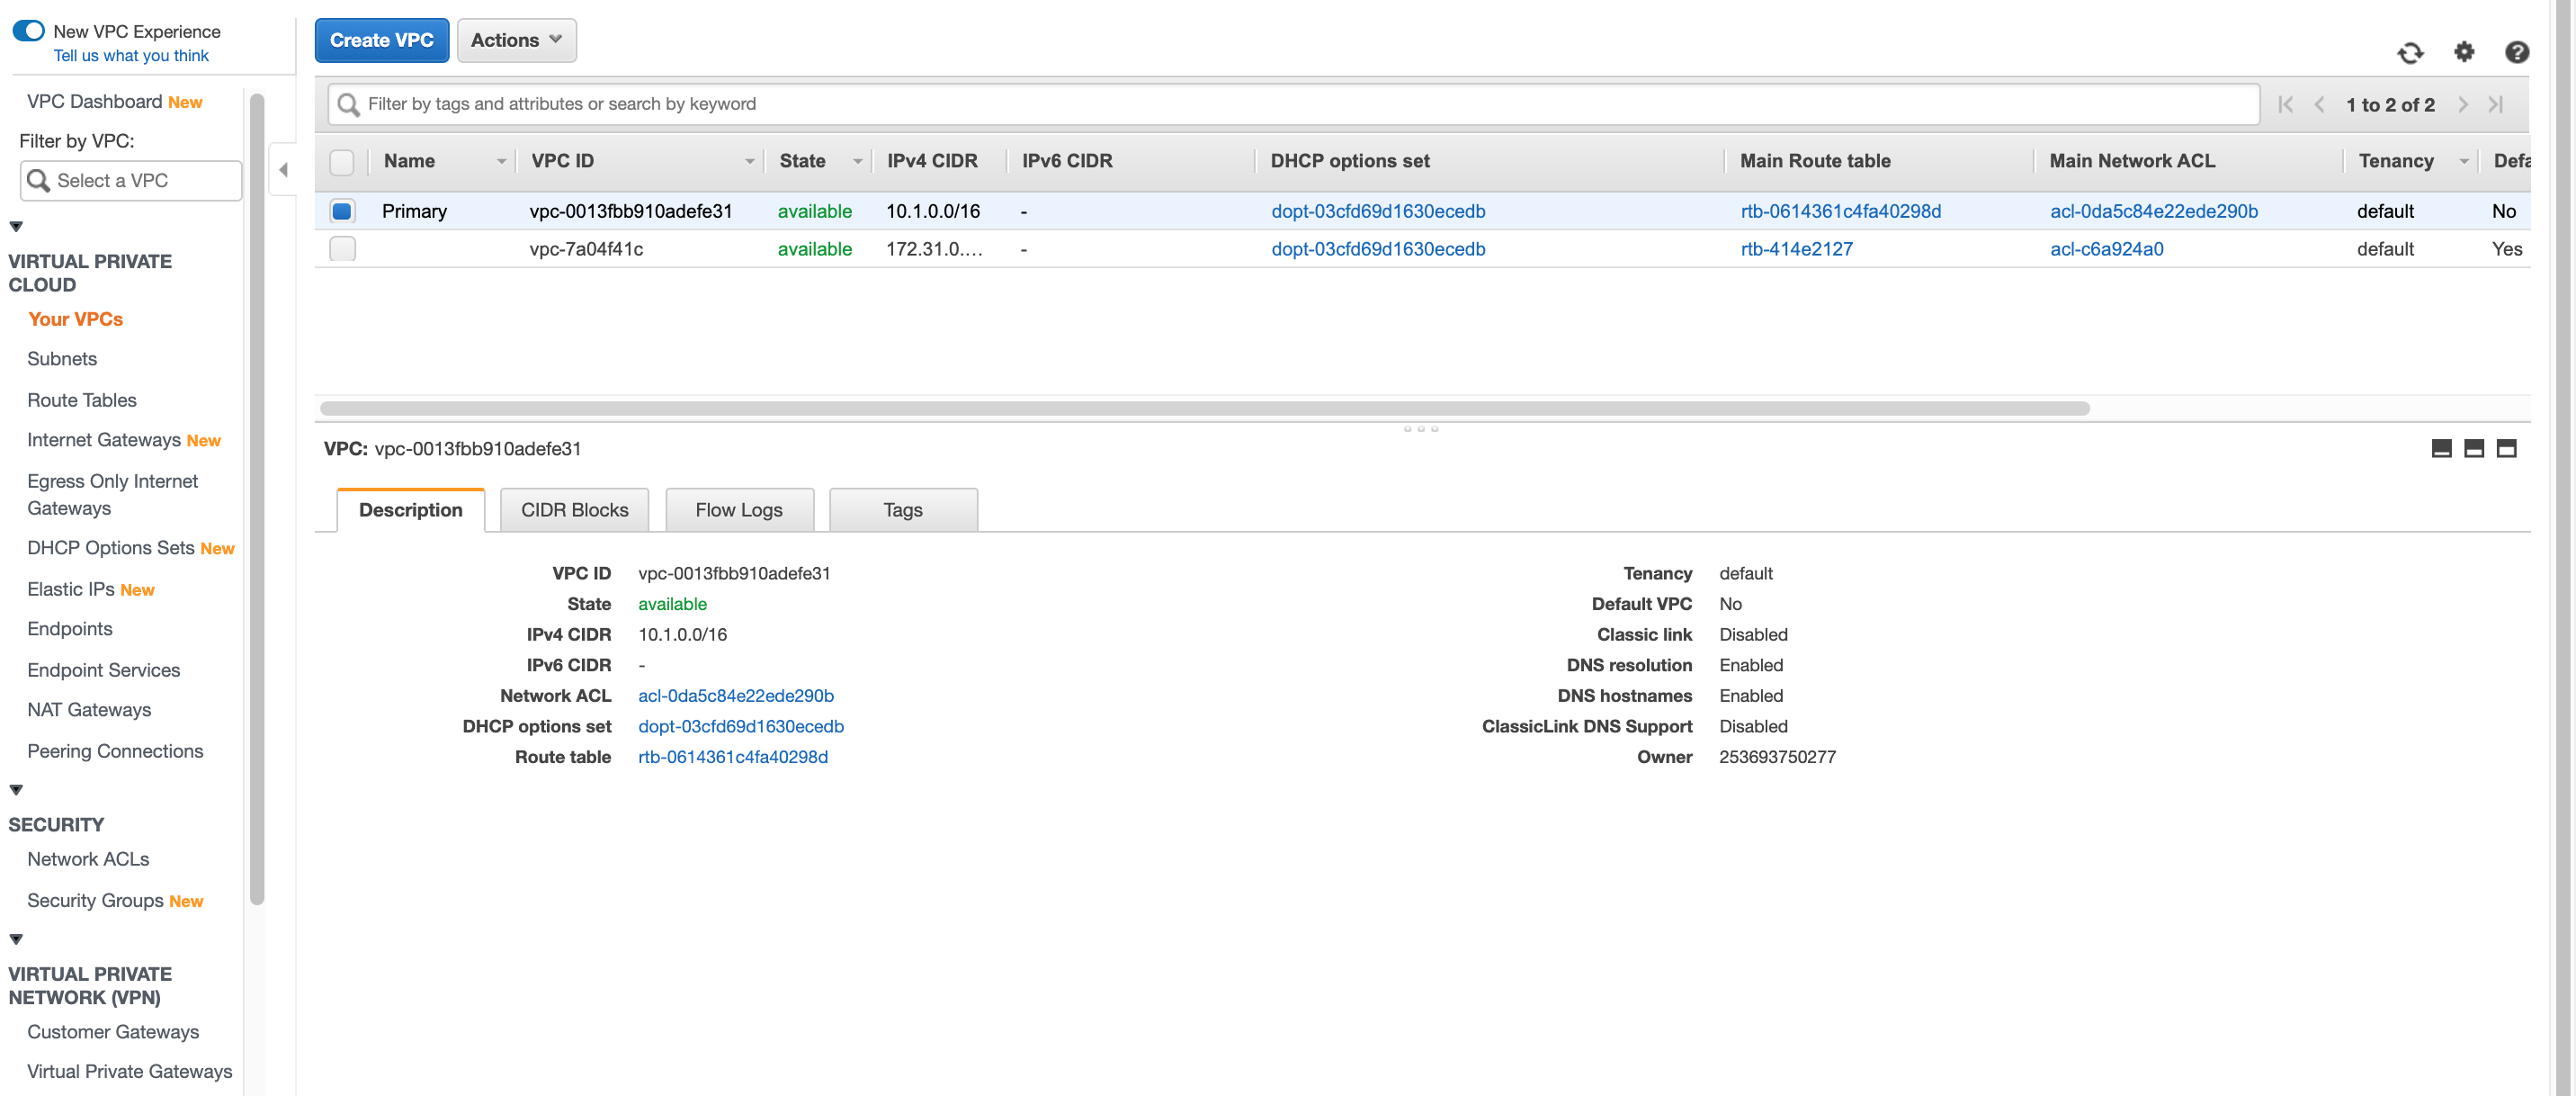 New VPC Experience
Tell us what you think
VPC Dashboard New
Filter by VPC:
Select a VPC
VIRTUAL PRIVATE
CLOUD
Your VPCs
Subnets
Route Tables
Internet Gateways New
Egress Only Internet
Gateways
DHCP Options Sets New
Elastic IPs New
Endpoints
Endpoint Services
NAT Gateways
Peering Connections
SECURITY
Network ACLs
Security Groups New
VIRTUAL PRIVATE
NETWORK (VPN)
Customer Gateways
Virtual Private Gateways
Create VPC Actions
Filter by tags and attributes or search by keyword 1 to 2 of 2
Name VPC ID State IPv4 CIDR IPv6 CIDR DHCP options set Main Route table Main Network ACL Tenancy Defa
Primary vpc-0013fbb910adefe31 available 10.1.0.0/16 - dopt-03cfd69d1630ecedb rtb-0614361c4fa40298d acl-0da5c84e22ede290b default No
vpc-7a04f41c available 172.31.0.... - dopt-03cfd69d1630ecedb rtb-414e2127 acl-c6a924a0 default Yes
VPC: vpc-0013fbb910adefe31
Description CIDR Blocks Flow Logs Tags
VPC ID vpc-0013fbb910adefe31
State available
IPv4 CIDR 10.1.0.0/16
IPv6 CIDR -
Network ACL acl-0da5c84e22ede290b
DHCP options set dopt-03cfd69d1630ecedb
Route table rtb-0614361c4fa40298d
Tenancy default
Default VPC No
Classic link Disabled
DNS resolution Enabled
DNS hostnames Enabled
ClassicLink DNS Support Disabled
Owner 253693750277